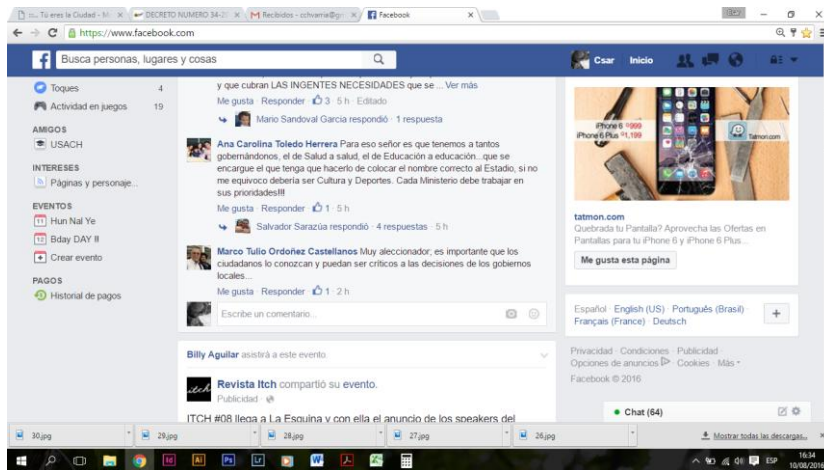 :::. Tú eres la Ciudad - M
DECRETO NUMERO 34-2
Recibidos - cchverria@gm
Facebook
https://www.facebook.com
Busca personas, lugares y cosas
Csar
Inicio
Toques 4
Actividad en juegos 19
AMIGOS
USACH
INTERESES
Páginas y personaje...
EVENTOS
11 Hun Nal Ye
12 Bday DAY !!
Crear evento
PAGOS
Historial de pagos
y que cubran LAS INGENTES NECESIDADES que se ... Ver más
Me gusta · Responder · 3 · 5 h · Editado
Mario Sandoval Garcia respondió · 1 respuesta
Ana Carolina Toledo Herrera Para eso señor es que tenemos a tantos
gobernándonos, el de Salud a salud, el de Educación a educación...que se
encargue el que tenga que hacerlo de colocar el nombre correcto al Estadio, si no
me equivoco debería ser Cultura y Deportes. Cada Ministerio debe trabajar en
sus prioridades!!!
Me gusta · Responder · 1 · 5 h
Salvador Sarazúa respondió · 4 respuestas · 5 h
Marco Tulio Ordoñez Castellanos Muy aleccionador; es importante que los
ciudadanos lo conozcan y puedan ser críticos a las decisiones de los gobiernos
locales...
Me gusta · Responder · 1 · 2 h
Escribe un comentario...
Billy Aguilar asistirá a este evento.
itch
Revista Itch compartió su evento.
Publicidad ·
ITCH #08 llega a La Esquina y con ella el anuncio de los speakers del
iPhone 6 Q999
iPhone 6 Plus Q1,199
Tatmon.com
tatmon.com
Quebrada tu Pantalla? Aprovecha las Ofertas en
Pantallas para tu iPhone 6 y iPhone 6 Plus...
Me gusta esta página
Español · English (US) · Português (Brasil) ·
Français (France) · Deutsch
Privacidad · Condiciones · Publicidad ·
Opciones de anuncios · Cookies · Más
Facebook © 2016
Chat (64)
30.jpg
29.jpg
28.jpg
27.jpg
26.jpg
Mostrar todas las descargas...
Id
Ai
Ps
Lr
ESP
16:34
10/08/2016